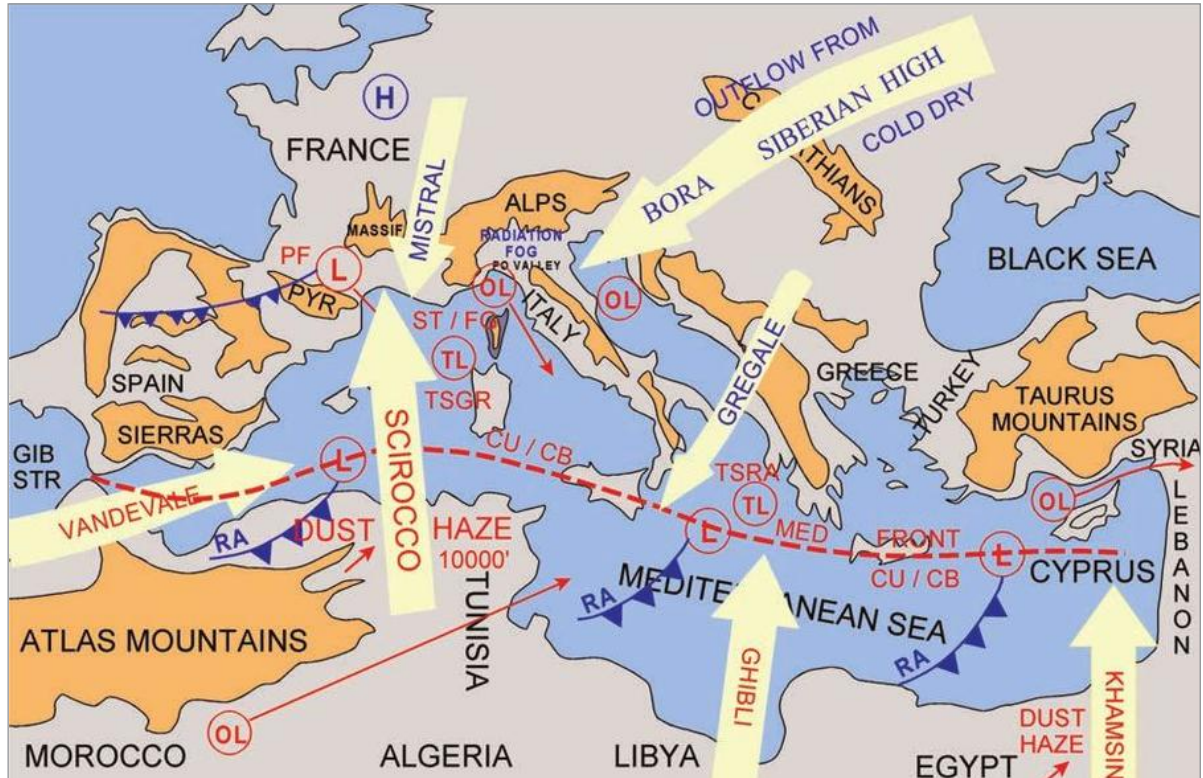 OUTFLOW FROM
C
SIBERIAN HIGH
COLD DRY
H
FRANCE
THIANS
MISTRAL
BORA
ALPS
MASSIF
RADIATION
FOG
PO VALLEY
BLACK SEA
PF
L
PYR
OL
OL
ITALY
ST / FG
TL
TSGR
SPAIN
GREGALE
GREECE
TURKEY
TAURUS
MOUNTAINS
SIERRAS
SCIROCCO
CU / CB
GIB
STR
L
SYRIA
TSRA
TL
OL
VANDEVALE
MED
FRONT
L
L
LEBANON
RA
DUST
HAZE
10000'
CU / CB
CYPRUS
TUNISIA
RA
MEDITERRANEAN SEA
RA
ATLAS MOUNTAINS
GHIBLI
KHAMSIN
OL
DUST
HAZE
MOROCCO
ALGERIA
LIBYA
EGYPT